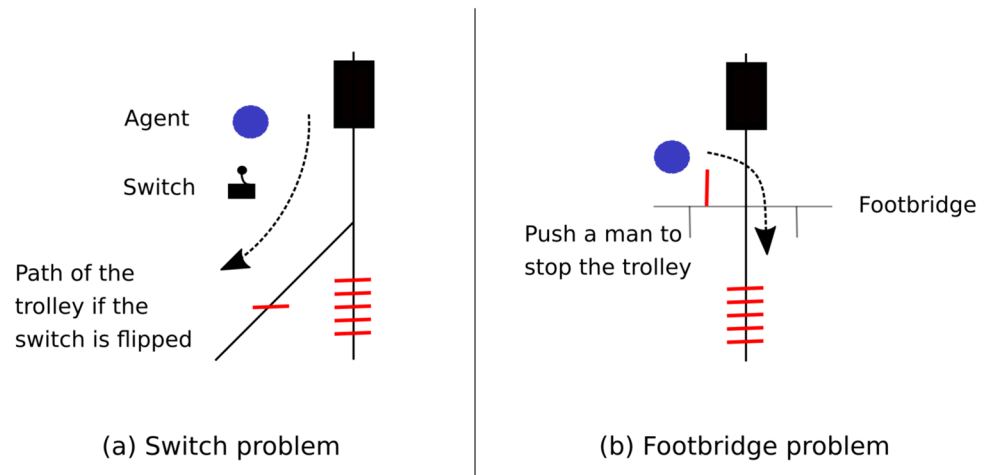 Agent
Switch
Path of the
trolley if the
switch is flipped
(a) Switch problem
Footbridge
Push a man to
stop the trolley
(b) Footbridge problem